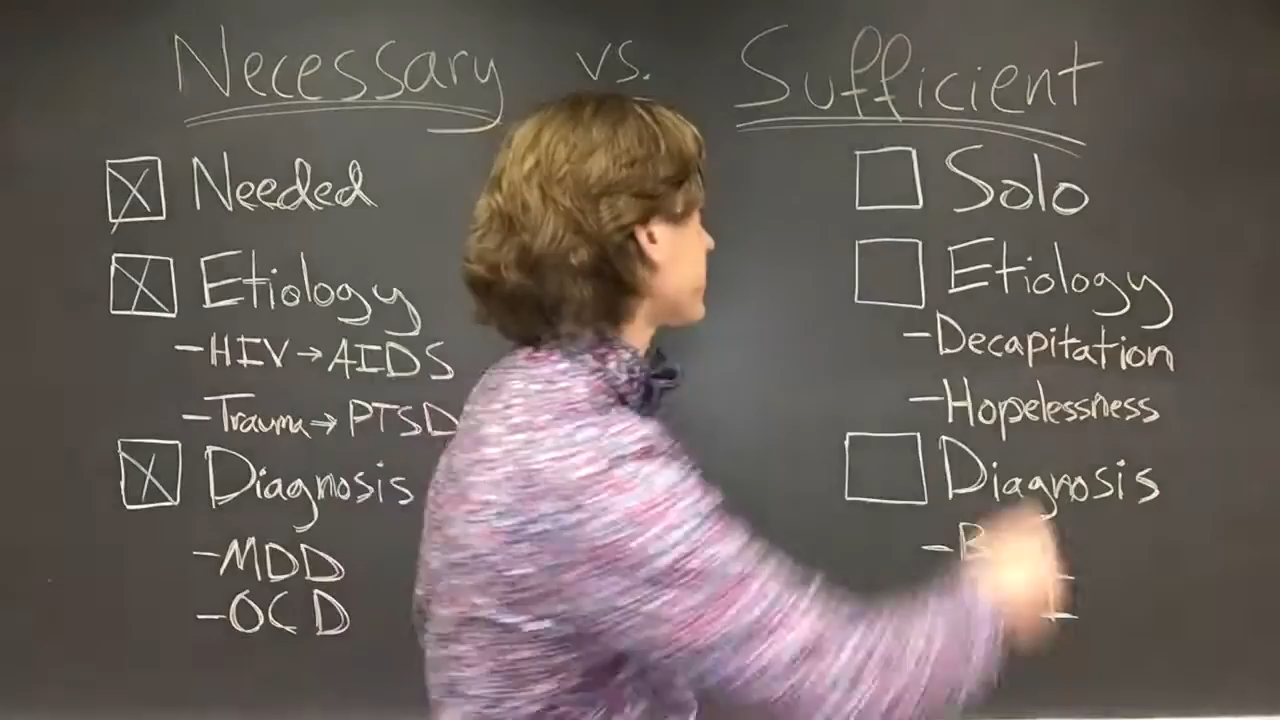 Necessary vs. Sufficient
Needed
Etiology
-HIV→AIDS
-Trauma→PTSD
Diagnosis
-MDD
-OCD
Solo
Etiology
-Decapitation
-Hopelessness
Diagnosis